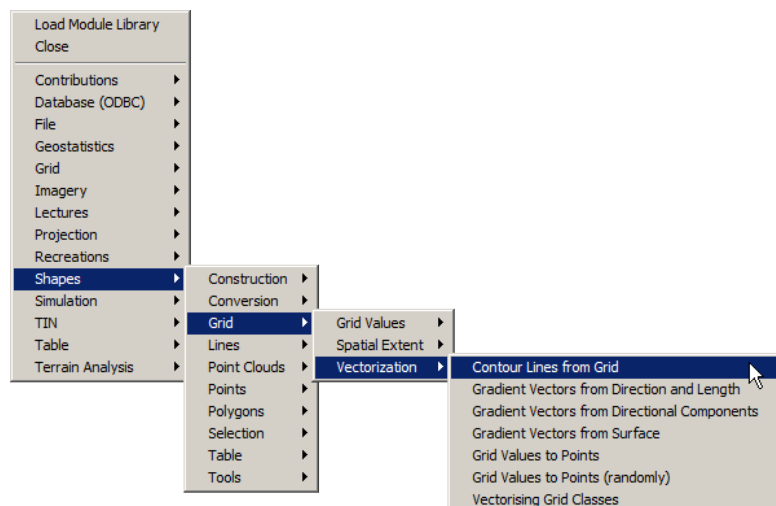 Load Module Library
Close
Contributions
Database (ODBC)
File
Geostatistics
Grid
Imagery
Lectures
Projection
Recreations
Shapes
Simulation
TIN
Table
Terrain Analysis
Construction
Conversion
Grid
Lines
Point Clouds
Points
Polygons
Selection
Table
Tools
Grid Values
Spatial Extent
Vectorization
Contour Lines from Grid
Gradient Vectors from Direction and Length
Gradient Vectors from Directional Components
Gradient Vectors from Surface
Grid Values to Points
Grid Values to Points (randomly)
Vectorising Grid Classes